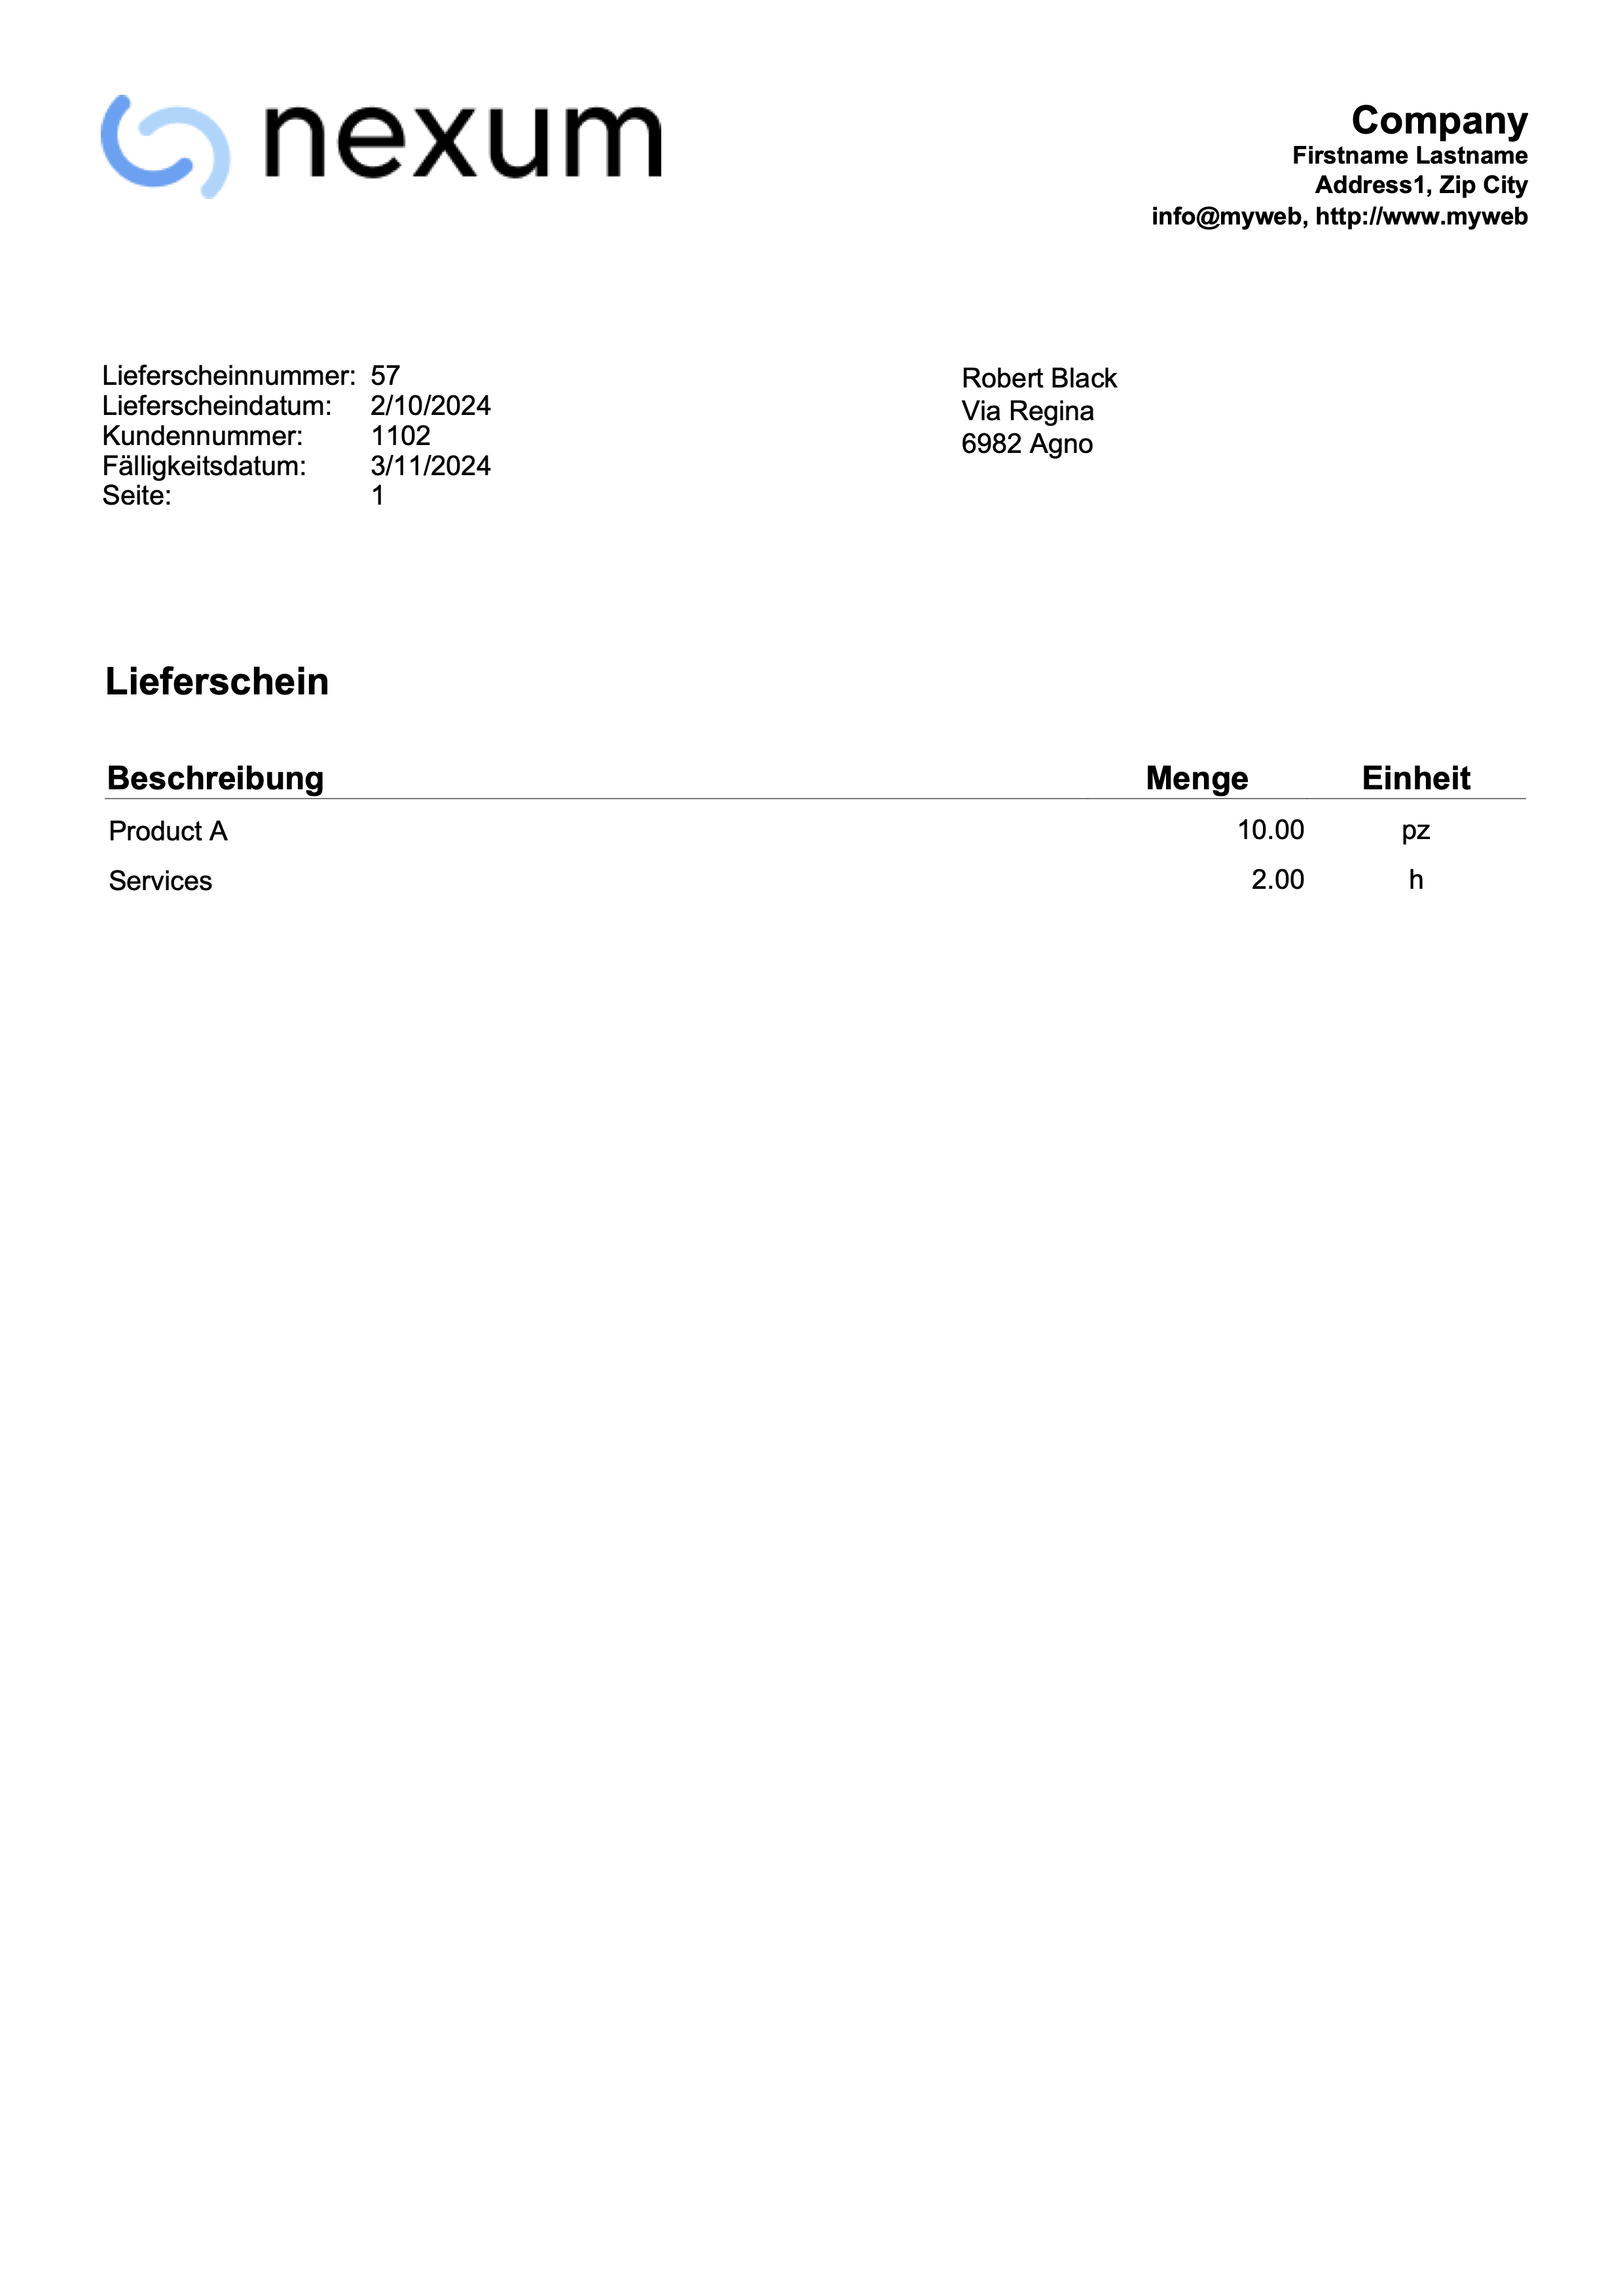 nexum
Company
Firstname Lastname
Address1, Zip City
info@myweb, http://www.myweb
Lieferscheinnummer: 57
Lieferscheindatum: 2/10/2024
Kundennummer: 1102
Fälligkeitsdatum: 3/11/2024
Seite: 1
Robert Black
Via Regina
6982 Agno
Lieferschein
Beschreibung Menge Einheit
Product A 10.00 pz
Services 2.00 h